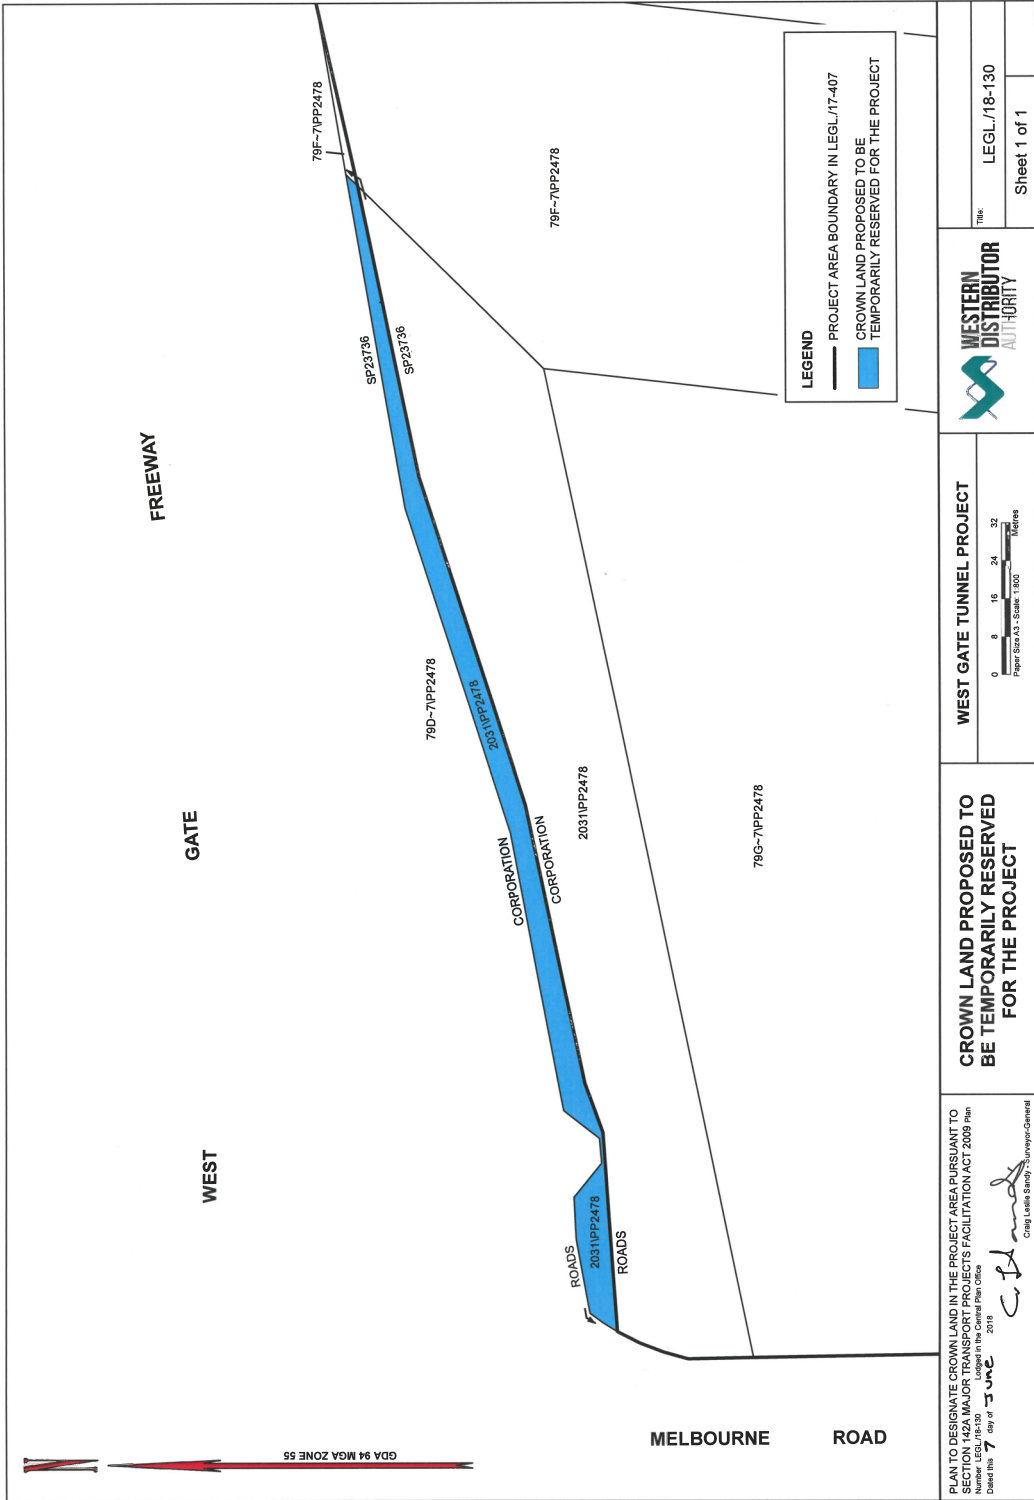 WEST
GATE
FREEWAY
79F~7\PP2478
79F~7\PP2478
SP23736
SP23736
79D~7\PP2478
2031\PP2478
CORPORATION
CORPORATION
2031\PP2478
79G~7\PP2478
ROADS
2031\PP2478
ROADS
MELBOURNE ROAD
GDA 94 MGA ZONE 55
N
LEGEND
PROJECT AREA BOUNDARY IN LEGL./17-407
CROWN LAND PROPOSED TO BE
TEMPORARILY RESERVED FOR THE PROJECT
PLAN TO DESIGNATE CROWN LAND IN THE PROJECT AREA PURSUANT TO
SECTION 142A MAJOR TRANSPORT PROJECTS FACILITATION ACT 2009 Plan
Number LEGL./18-130 Lodged in the Central Plan Office
Dated this 7 day of June 2018
Craig Leslie Sandy - Surveyor-General
CROWN LAND PROPOSED TO
BE TEMPORARILY RESERVED
FOR THE PROJECT
WEST GATE TUNNEL PROJECT
0 8 16 24 32
Metres
Paper Size A3 - Scale: 1:800
WESTERN
DISTRIBUTOR
AUTHORITY
Title:
LEGL./18-130
Sheet 1 of 1